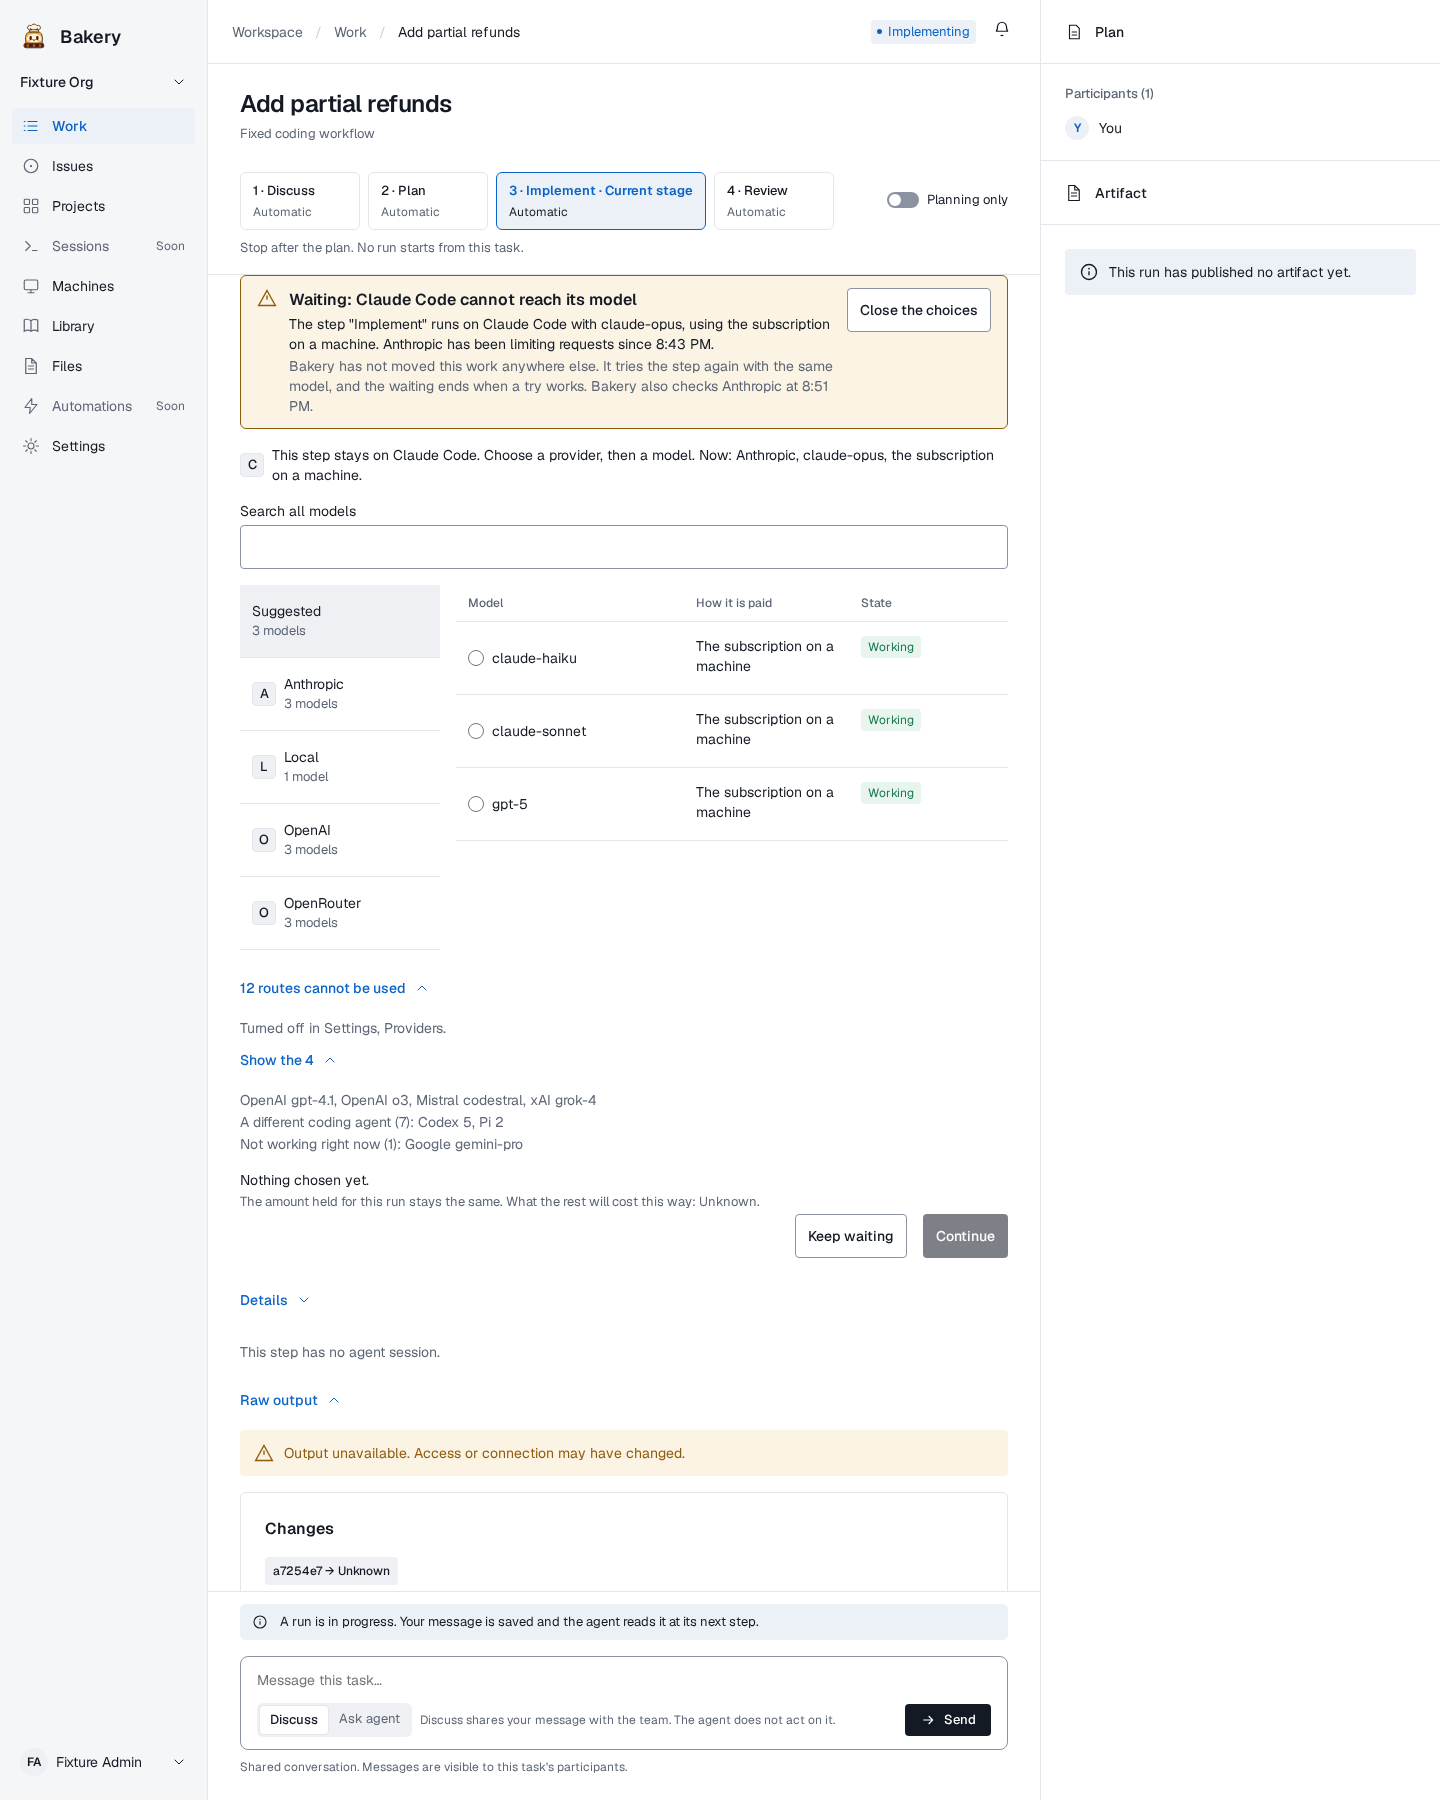 Bakery
Fixture Org
Work
Issues
Projects
Sessions Soon
Machines
Library
Files
Automations Soon
Settings
FA Fixture Admin
Workspace / Work / Add partial refunds
Implementing
Add partial refunds
Fixed coding workflow
1 · Discuss
Automatic
2 · Plan
Automatic
3 · Implement · Current stage
Automatic
4 · Review
Automatic
Planning only
Stop after the plan. No run starts from this task.
Waiting: Claude Code cannot reach its model
The step "Implement" runs on Claude Code with claude-opus, using the subscription
on a machine. Anthropic has been limiting requests since 8:43 PM.
Bakery has not moved this work anywhere else. It tries the step again with the same
model, and the waiting ends when a try works. Bakery also checks Anthropic at 8:51
PM.
Close the choices
C
This step stays on Claude Code. Choose a provider, then a model. Now: Anthropic, claude-opus, the subscription
on a machine.
Search all models
Suggested
3 models
A
Anthropic
3 models
L
Local
1 model
O
OpenAI
3 models
O
OpenRouter
3 models
Model How it is paid State
claude-haiku
The subscription on a
machine
Working
claude-sonnet
The subscription on a
machine
Working
gpt-5
The subscription on a
machine
Working
12 routes cannot be used
Turned off in Settings, Providers.
Show the 4
OpenAI gpt-4.1, OpenAI o3, Mistral codestral, xAI grok-4
A different coding agent (7): Codex 5, Pi 2
Not working right now (1): Google gemini-pro
Nothing chosen yet.
The amount held for this run stays the same. What the rest will cost this way: Unknown.
Keep waiting
Continue
Details
This step has no agent session.
Raw output
Output unavailable. Access or connection may have changed.
Changes
a7254e7 → Unknown
A run is in progress. Your message is saved and the agent reads it at its next step.
Message this task…
Discuss
Ask agent
Discuss shares your message with the team. The agent does not act on it.
→ Send
Shared conversation. Messages are visible to this task's participants.
Plan
Participants (1)
Y You
Artifact
This run has published no artifact yet.